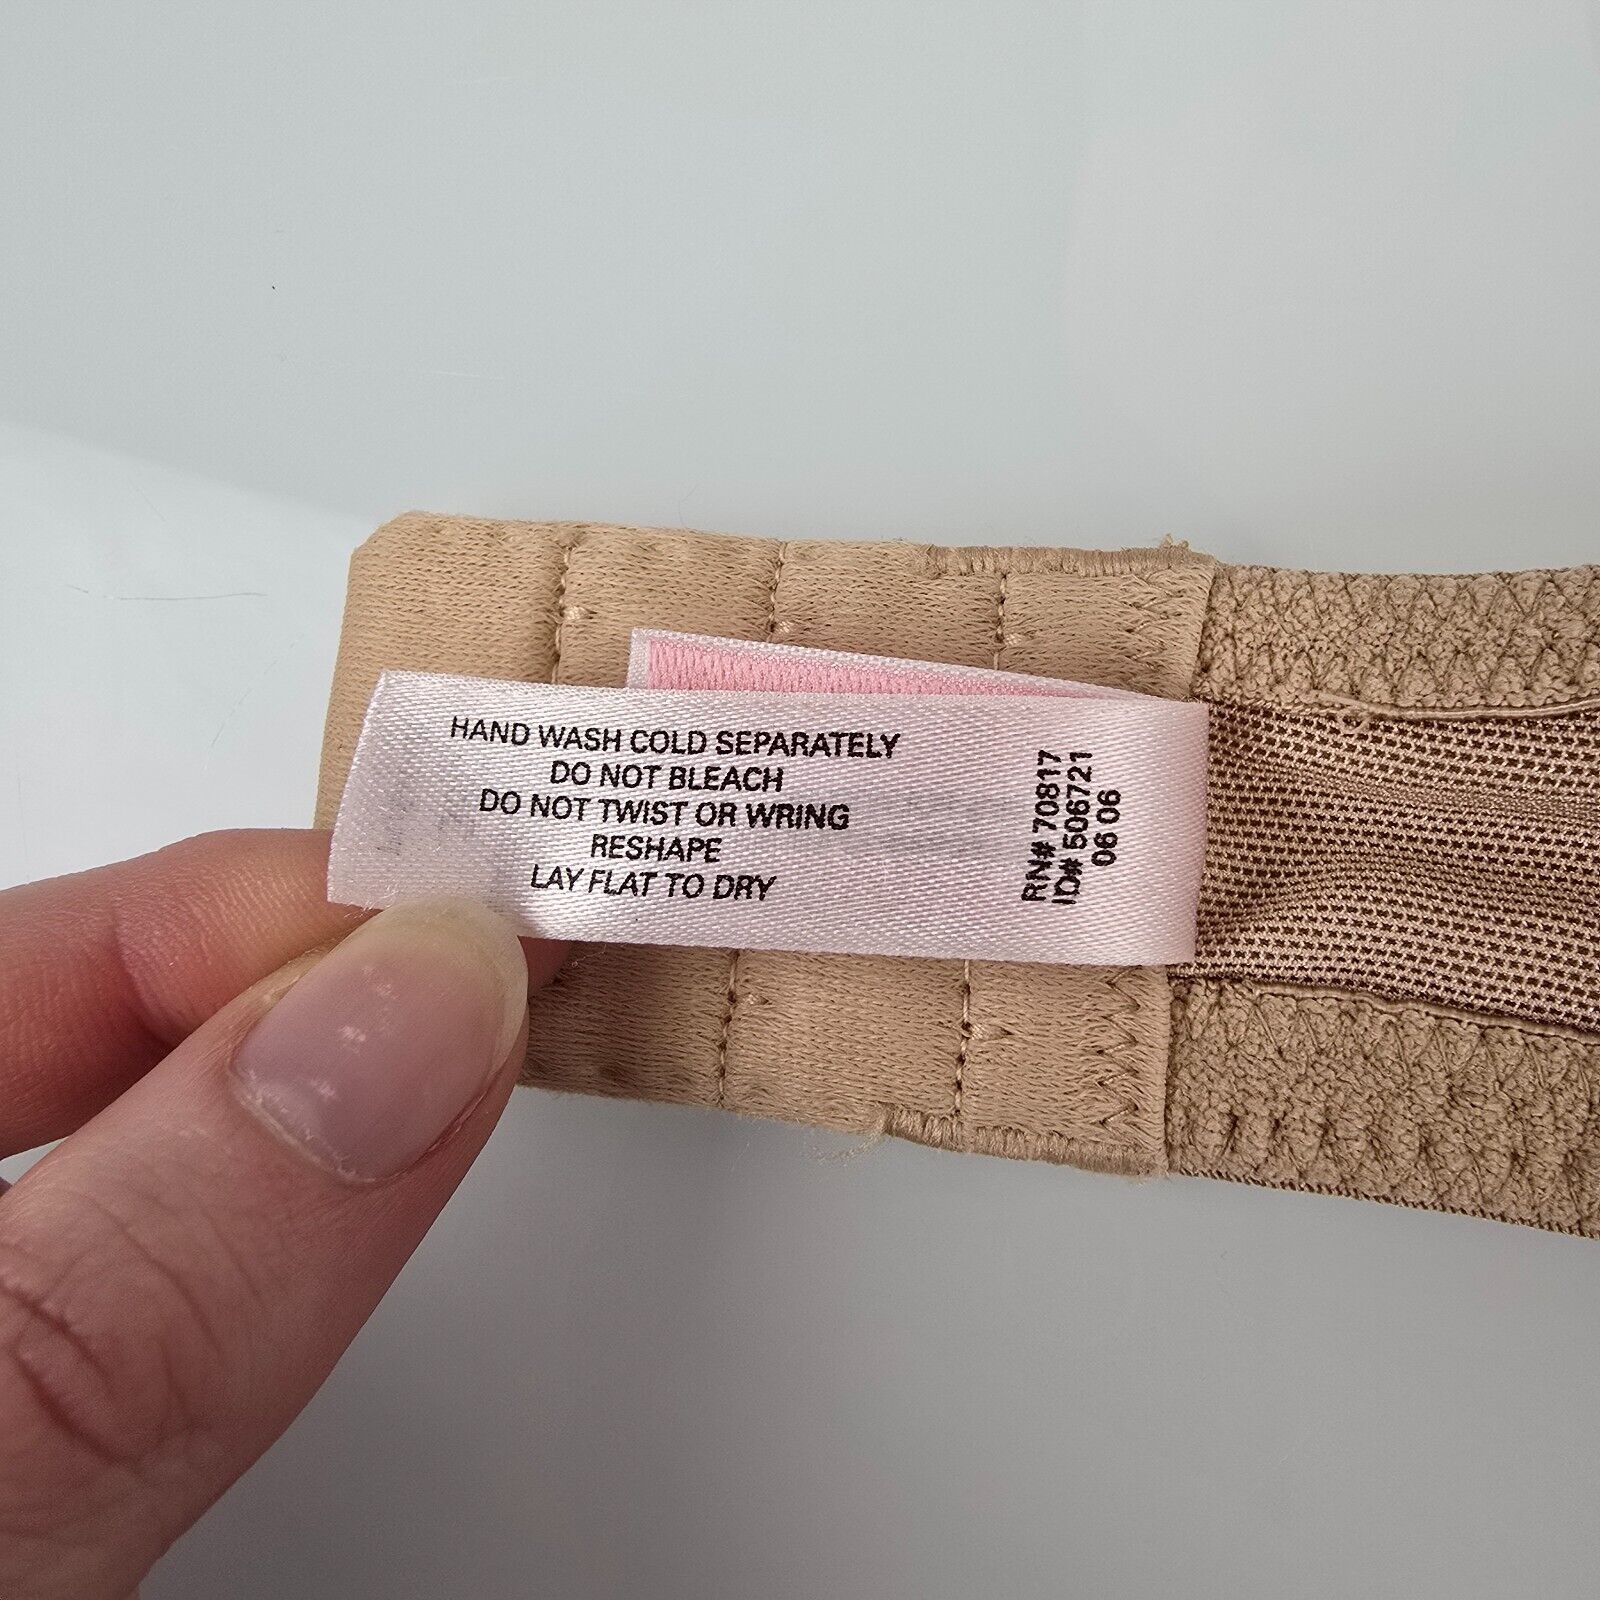 HAND WASH COLD SEPARATELY
DO NOT BLEACH
DO NOT TWIST OR WRING
RESHAPE
LAY FLAT TO DRY
RN# 70817
ID# 506721
06 06